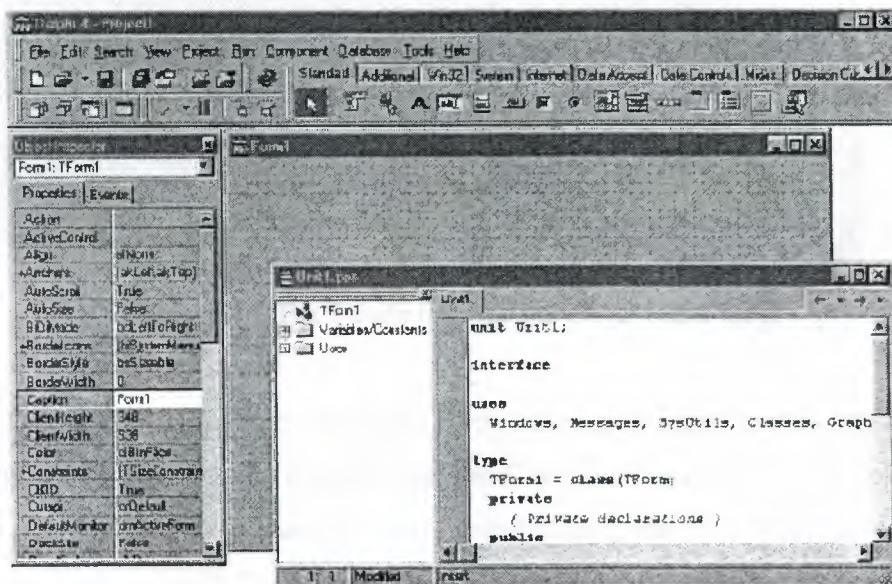 Delphi 4 - Project1
File Edit Search View Project Run Component Database Tools Help
Standard Additional Win32 System Internet Data Access Data Controls Midas Decision
Object Inspector
Form1: TForm1
Properties Events
Action
ActiveControl
Align alNone
+Anchors [akLeft,akTop]
AutoScroll True
AutoSize False
BiDiMode bdLeftToRight
+BorderIcons [biSystemMenu
BorderStyle bsSizeable
BorderWidth 0
Caption Form1
ClientHeight 348
ClientWidth 536
Color clBtnFace
+Constraints (TSizeConstrain
Ctl3D True
Cursor crDefault
DefaultMonitor dmActiveForm
DockSite False
Form1
Unit1.pas
TForm1
Variables/Constants
Uses
Unit1
unit Unit1;
interface
uses
Windows, Messages, SysUtils, Classes, Graph
type
TForm1 = class(TForm)
private
{ Private declarations }
public
1: 1 Modified Insert